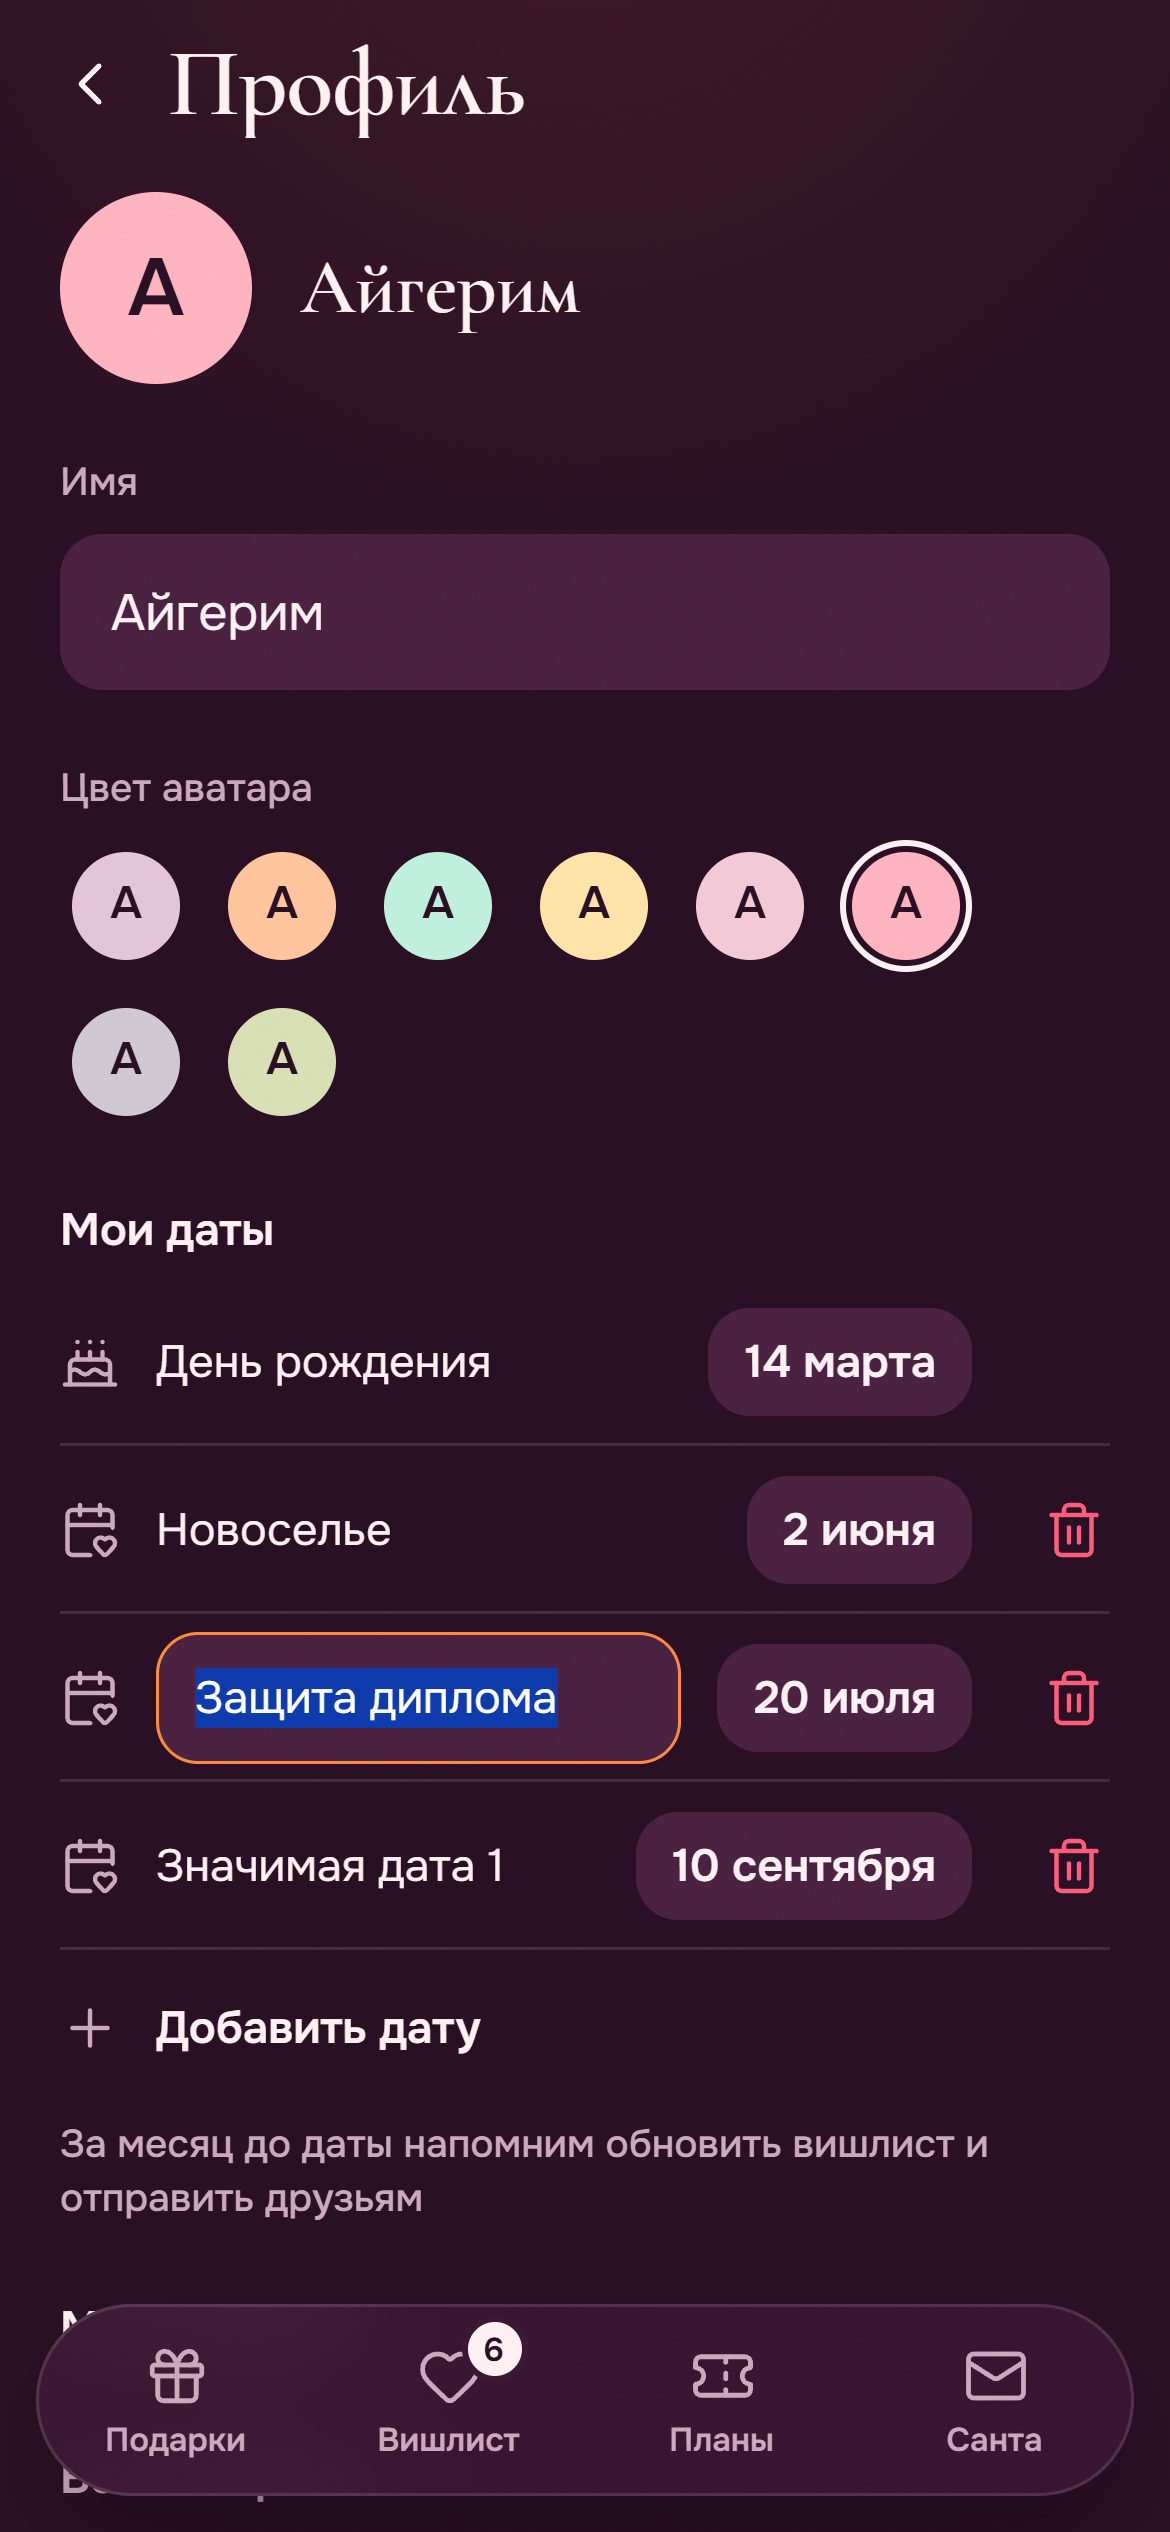 Профиль
А
Айгерим
Имя
Айгерим
Цвет аватара
А А А А А А
А А
Мои даты
День рождения 14 марта
Новоселье 2 июня
Защита диплома 20 июля
Значимая дата 1 10 сентября
Добавить дату
За месяц до даты напомним обновить вишлист и
отправить друзьям
6
Подарки Вишлист Планы Санта